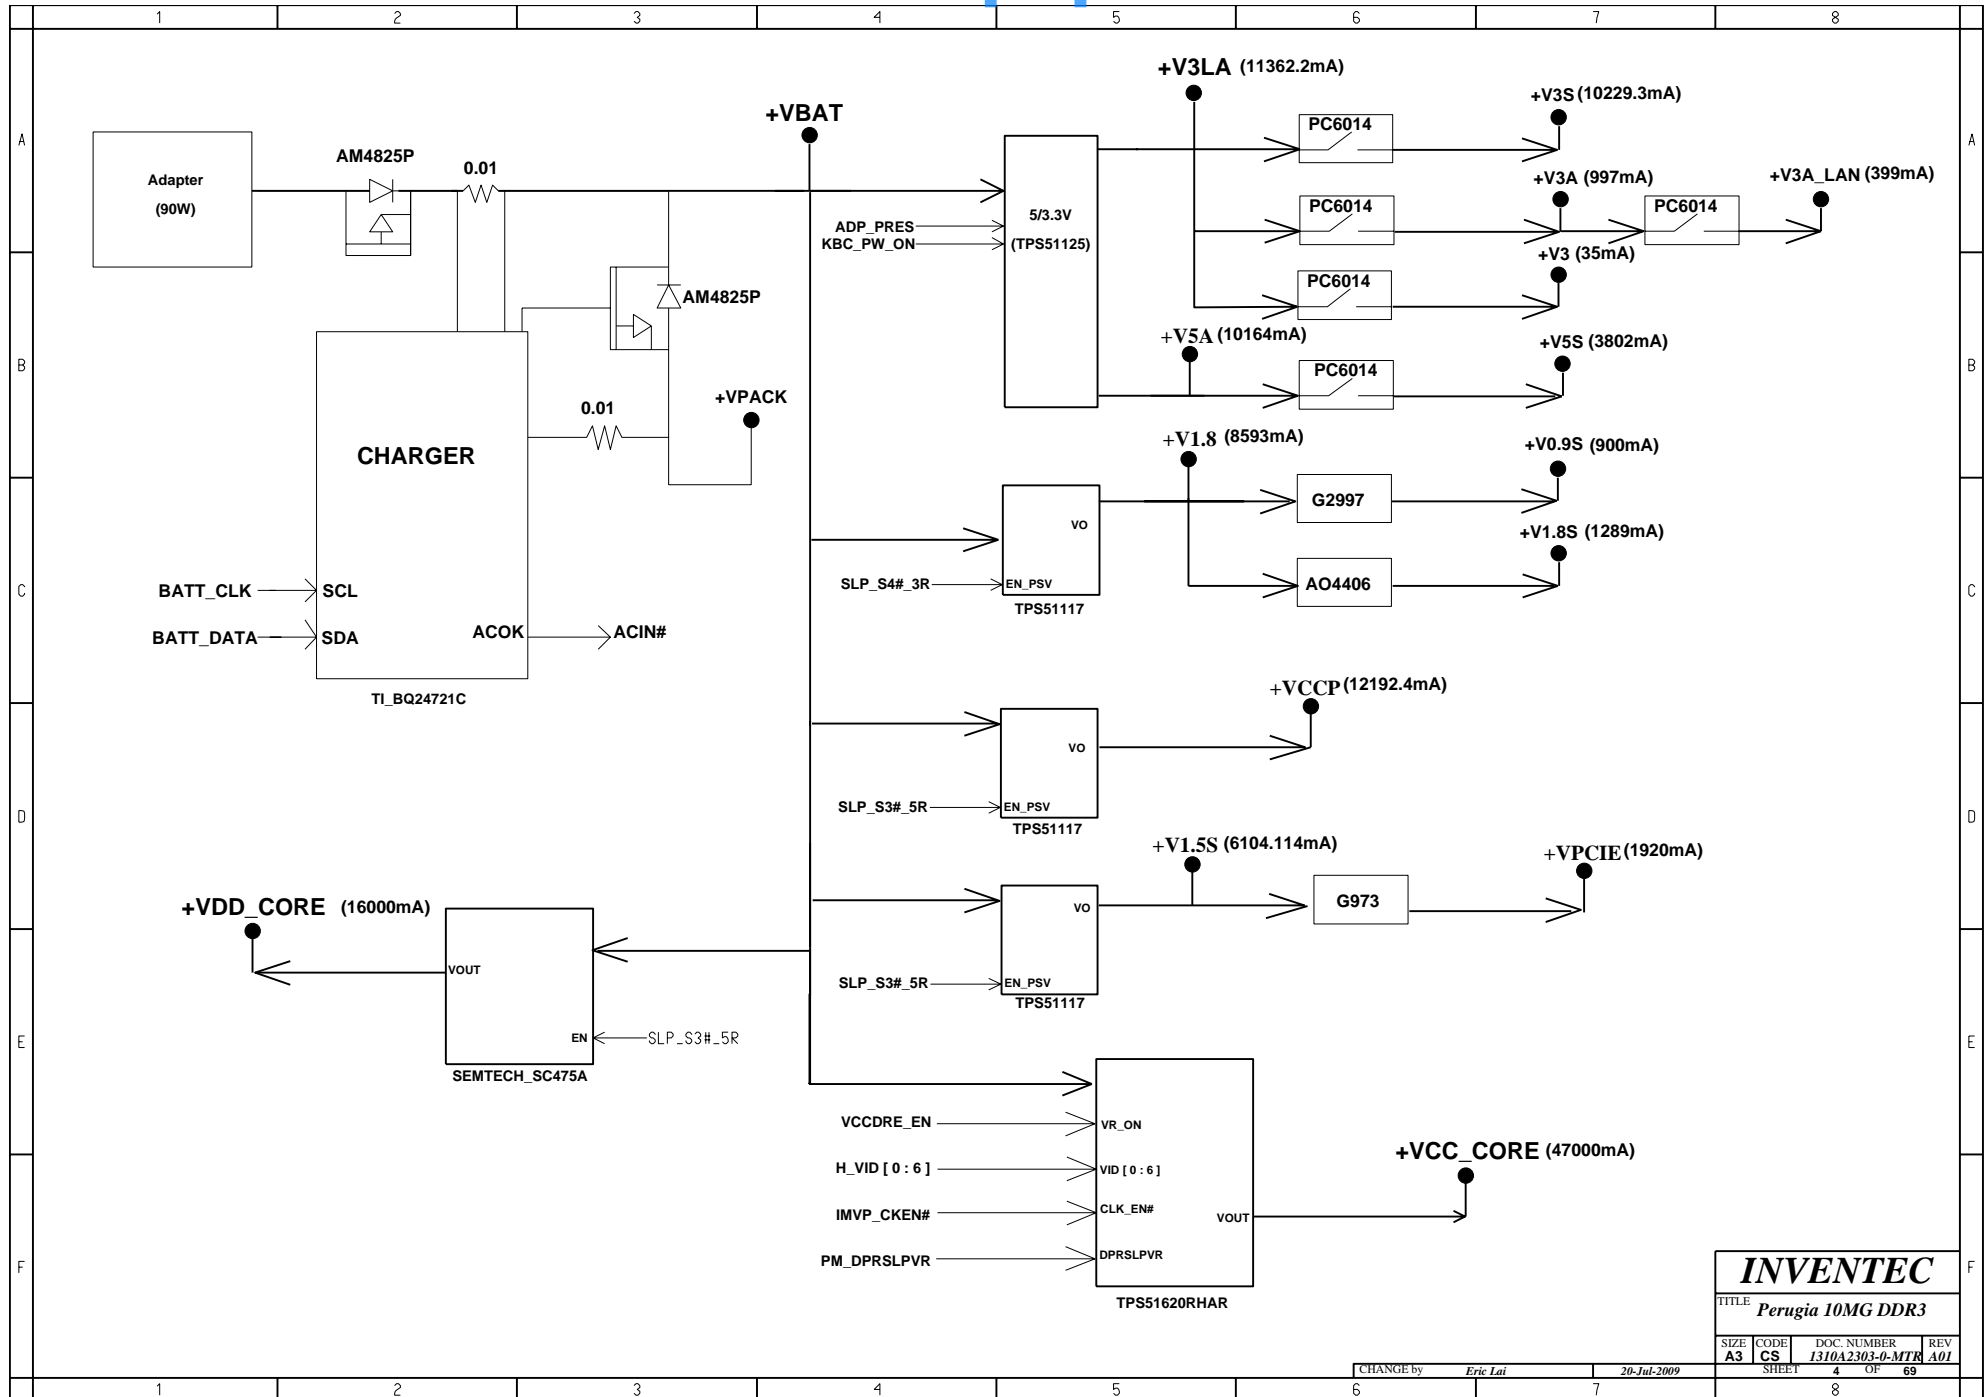 1 2 3 4 5 6 7 8
A
B
C
D
E
F
A
B
C
D
E
F
Adapter
(90W)
AM4825P
0.01
+VBAT
AM4825P
0.01
+VPACK
CHARGER
BATT_CLK
SCL
BATT_DATA
SDA
ACOK
ACIN#
TI_BQ24721C
ADP_PRES
KBC_PW_ON
5/3.3V
(TPS51125)
+V3LA (11362.2mA)
PC6014
+V3S (10229.3mA)
PC6014
+V3A (997mA)
PC6014
+V3A_LAN (399mA)
PC6014
+V3 (35mA)
+V5A (10164mA)
PC6014
+V5S (3802mA)
+V1.8 (8593mA)
VO
SLP_S4#_3R
EN_PSV
TPS51117
G2997
+V0.9S (900mA)
AO4406
+V1.8S (1289mA)
+VCCP (12192.4mA)
VO
SLP_S3#_5R
EN_PSV
TPS51117
+V1.5S (6104.114mA)
VO
SLP_S3#_5R
EN_PSV
TPS51117
G973
+VPCIE (1920mA)
+VDD_CORE (16000mA)
VOUT
EN
SLP_S3#_5R
SEMTECH_SC475A
VCCDRE_EN
VR_ON
H_VID [ 0 : 6 ]
VID [ 0 : 6 ]
IMVP_CKEN#
CLK_EN#
PM_DPRSLPVR
DPRSLPVR
VOUT
TPS51620RHAR
+VCC_CORE (47000mA)
INVENTEC
TITLE Perugia 10MG DDR3
SIZE CODE DOC. NUMBER REV
A3 CS 1310A2303-0-MTR A01
CHANGE by Eric Lai 20-Jul-2009 SHEET 4 OF 69
1 2 3 4 5 6 7 8